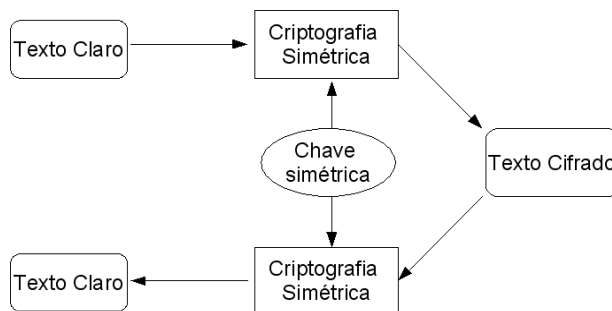 Texto Claro
Criptografia
Simétrica
Chave
simétrica
Texto Cifrado
Texto Claro
Criptografia
Simétrica